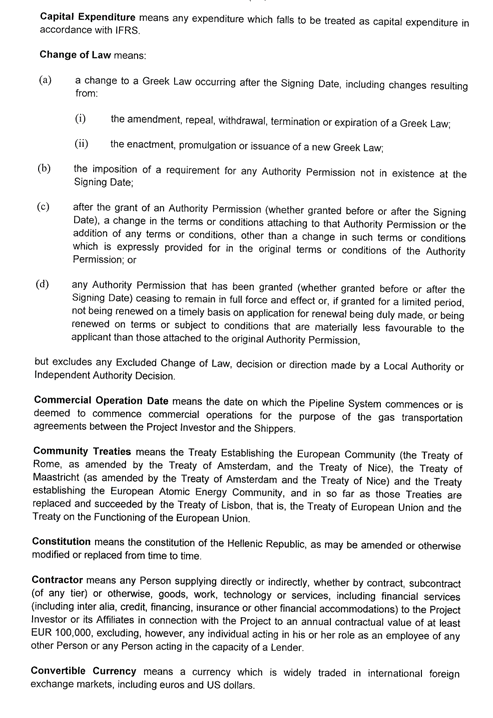 Capital Expenditure means any expenditure which falls to be treated as capital expenditure in
accordance with IFRS.
Change of Law means:
(a) a change to a Greek Law occurring after the Signing Date, including changes resulting
from:
(i) the amendment, repeal, withdrawal, termination or expiration of a Greek Law;
(ii) the enactment, promulgation or issuance of a new Greek Law;
(b) the imposition of a requirement for any Authority Permission not in existence at the
Signing Date;
(c) after the grant of an Authority Permission (whether granted before or after the Signing
Date), a change in the terms or conditions attaching to that Authority Permission or the
addition of any terms or conditions, other than a change in such terms or conditions
which is expressly provided for in the original terms or conditions of the Authority
Permission; or
(d) any Authority Permission that has been granted (whether granted before or after the
Signing Date) ceasing to remain in full force and effect or, if granted for a limited period,
not being renewed on a timely basis on application for renewal being duly made, or being
renewed on terms or subject to conditions that are materially less favourable to the
applicant than those attached to the original Authority Permission,
but excludes any Excluded Change of Law, decision or direction made by a Local Authority or
Independent Authority Decision.
Commercial Operation Date means the date on which the Pipeline System commences or is
deemed to commence commercial operations for the purpose of the gas transportation
agreements between the Project Investor and the Shippers.
Community Treaties means the Treaty Establishing the European Community (the Treaty of
Rome, as amended by the Treaty of Amsterdam, and the Treaty of Nice), the Treaty of
Maastricht (as amended by the Treaty of Amsterdam and the Treaty of Nice) and the Treaty
establishing the European Atomic Energy Community, and in so far as those Treaties are
replaced and succeeded by the Treaty of Lisbon, that is, the Treaty of European Union and the
Treaty on the Functioning of the European Union.
Constitution means the constitution of the Hellenic Republic, as may be amended or otherwise
modified or replaced from time to time.
Contractor means any Person supplying directly or indirectly, whether by contract, subcontract
(of any tier) or otherwise, goods, work, technology or services, including financial services
(including inter alia, credit, financing, insurance or other financial accommodations) to the Project
Investor or its Affiliates in connection with the Project to an annual contractual value of at least
EUR 100,000, excluding, however, any individual acting in his or her role as an employee of any
other Person or any Person acting in the capacity of a Lender.
Convertible Currency means a currency which is widely traded in international foreign
exchange markets, including euros and US dollars.